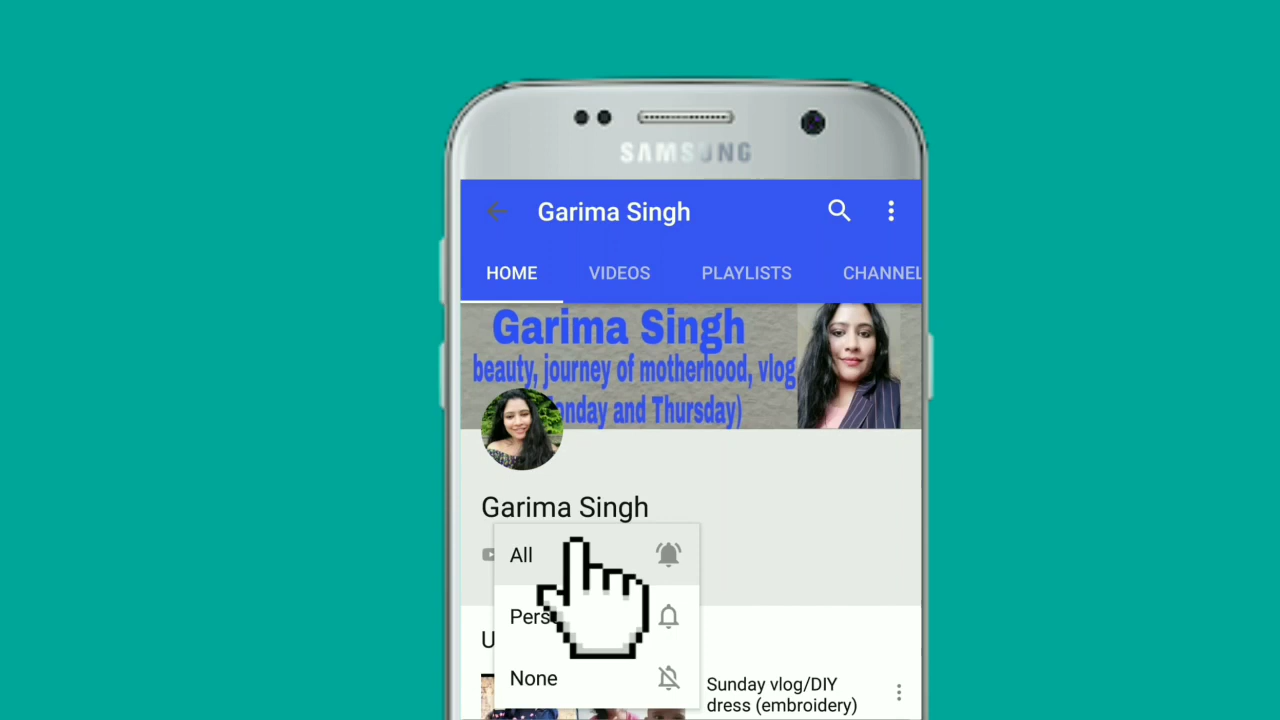 SAMSUNG
Garima Singh
HOME VIDEOS PLAYLISTS CHANNEL
Garima Singh
beauty, journey of motherhood, vlog
and Thursday)
Garima Singh
All
None
Sunday vlog/DIY
dress (embroidery)